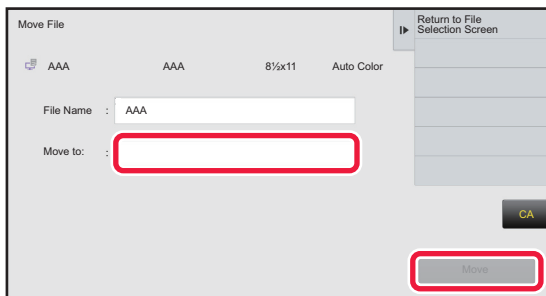 Move File
Return to File
Selection Screen
AAA AAA 8½x11 Auto Color
File Name : AAA
Move to: :
CA
Move